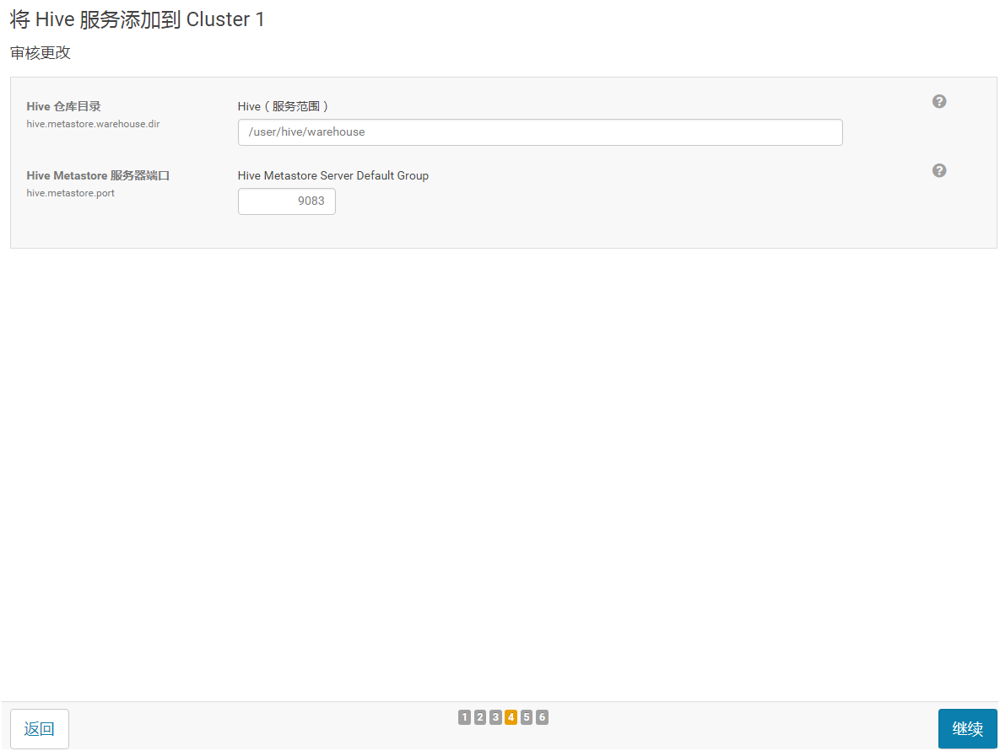 将 Hive 服务添加到 Cluster 1
审核更改
Hive 仓库目录
hive.metastore.warehouse.dir
Hive（服务范围）
/user/hive/warehouse
Hive Metastore 服务器端口
hive.metastore.port
Hive Metastore Server Default Group
9083
返回
1 2 3 4 5 6
继续